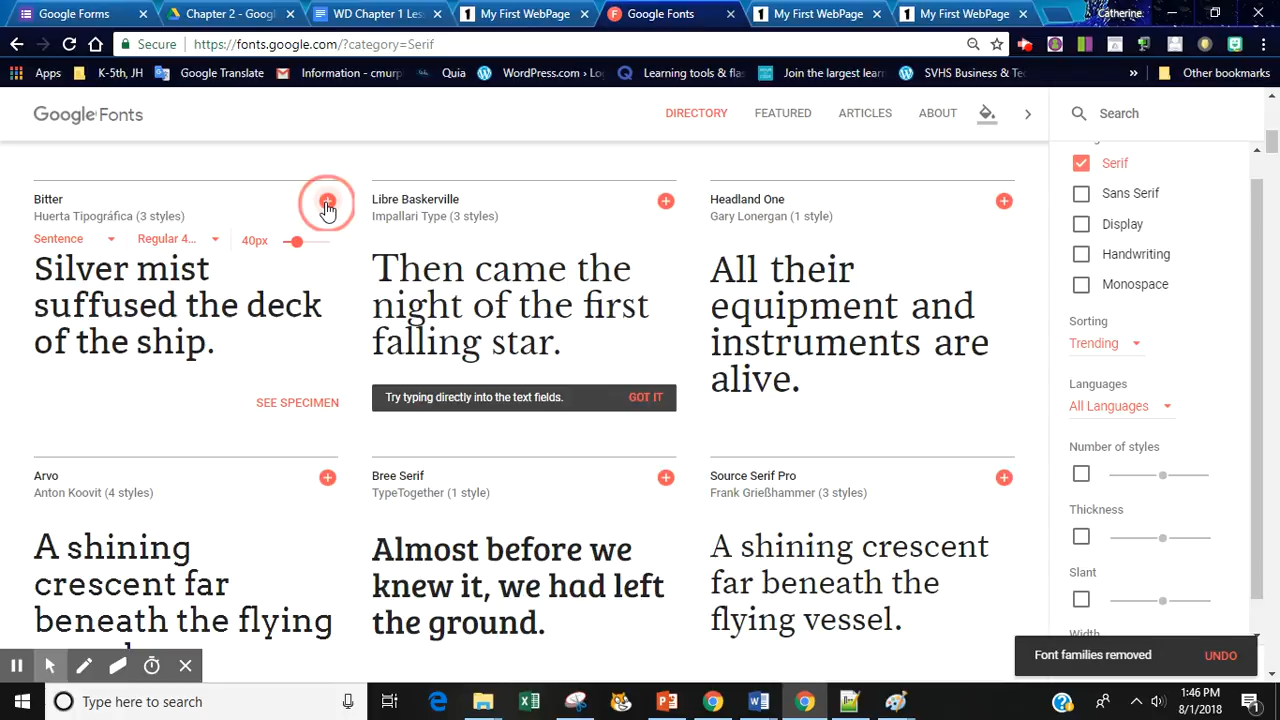 Google Forms
Chapter 2 - Googl
WD Chapter 1 Les
My First WebPage
Google Fonts
My First WebPage
My First WebPage
Catherine
Secure
https://fonts.google.com/?category=Serif
Apps
K-5th, JH
Google Translate
Information - cmurp
Quia
WordPress.com › Lo
Learning tools & flas
Join the largest lear
SVHS Business & Te
»
Other bookmarks
Google Fonts
DIRECTORY
FEATURED
ARTICLES
ABOUT
Search
Serif
Sans Serif
Display
Handwriting
Monospace
Sorting
Trending
Languages
All Languages
Number of styles
Thickness
Slant
Width
Bitter
Huerta Tipográfica (3 styles)
Sentence
Regular 4...
40px
Silver mist
suffused the deck
of the ship.
SEE SPECIMEN
Libre Baskerville
Impallari Type (3 styles)
Then came the
night of the first
falling star.
Try typing directly into the text fields.
GOT IT
Headland One
Gary Lonergan (1 style)
All their
equipment and
instruments are
alive.
Arvo
Anton Koovit (4 styles)
A shining
crescent far
beneath the flying
Bree Serif
TypeTogether (1 style)
Almost before we
knew it, we had left
the ground.
Source Serif Pro
Frank Grießhammer (3 styles)
A shining crescent
far beneath the
flying vessel.
Font families removed
UNDO
Type here to search
1:46 PM
8/1/2018